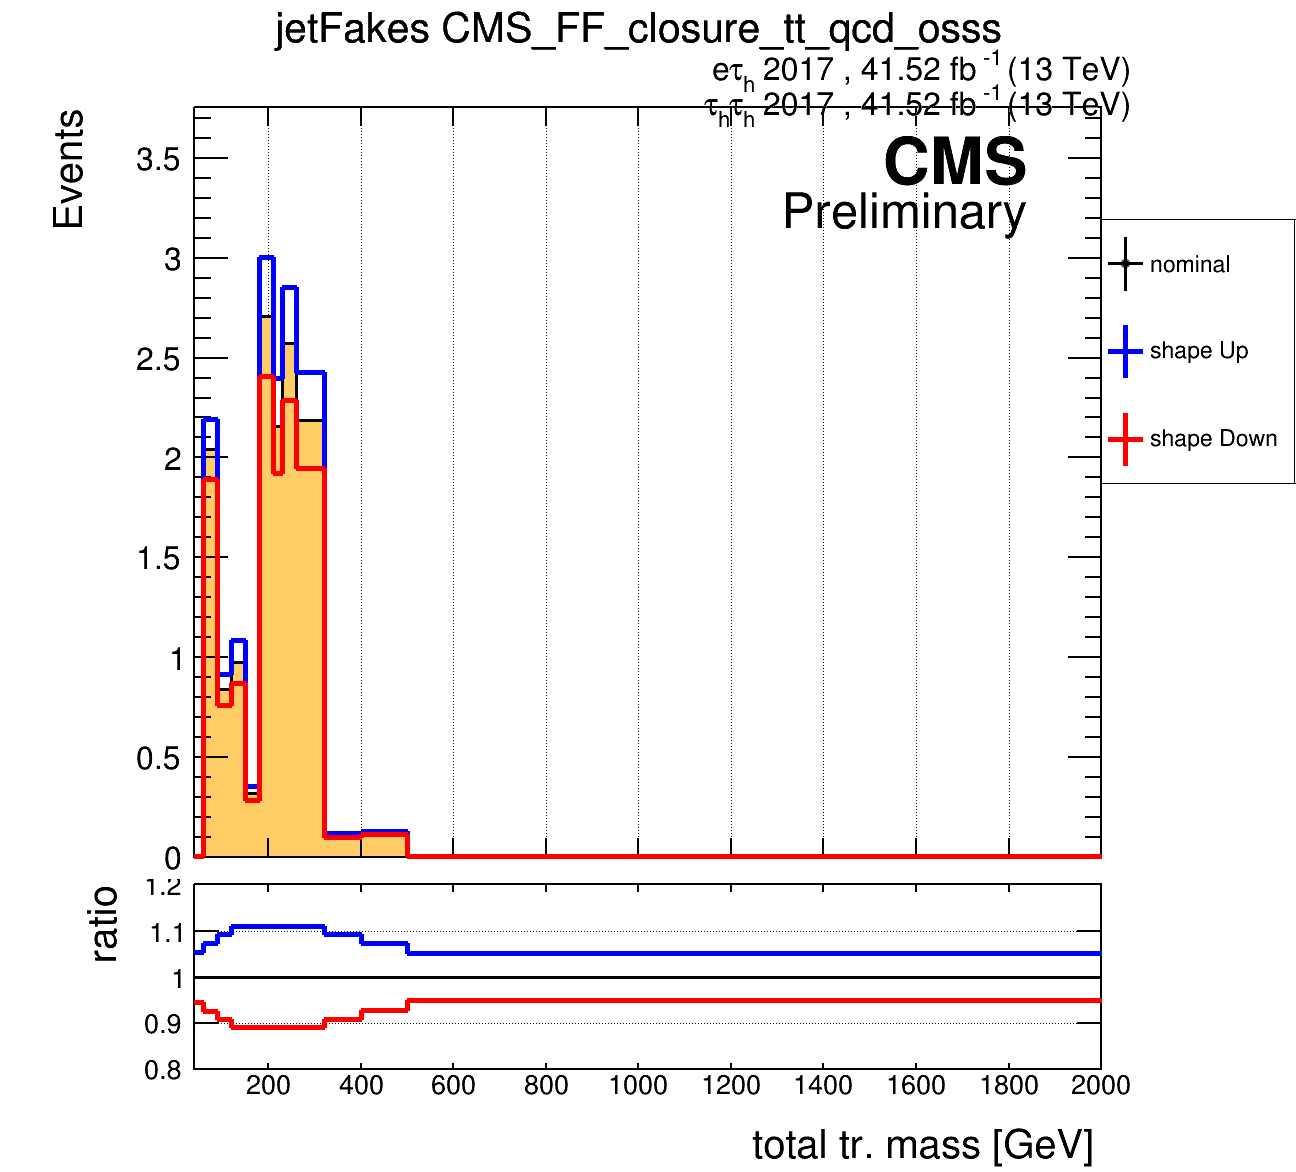 jetFakes CMS_FF_closure_tt_qcd_osss
eτh 2017 , 41.52 fb-1 (13 TeV)
τhτh 2017 , 41.52 fb-1 (13 TeV)
CMS
Preliminary
Events
3.5
3
2.5
2
1.5
1
0.5
0
nominal
shape Up
shape Down
ratio
1.2
1.1
1
0.9
0.8
200 400 600 800 1000 1200 1400 1600 1800 2000
total tr. mass [GeV]